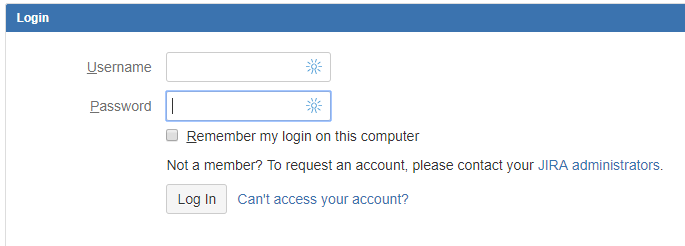 Login
Username
Password
Remember my login on this computer
Not a member? To request an account, please contact your JIRA administrators.
Log In Can't access your account?